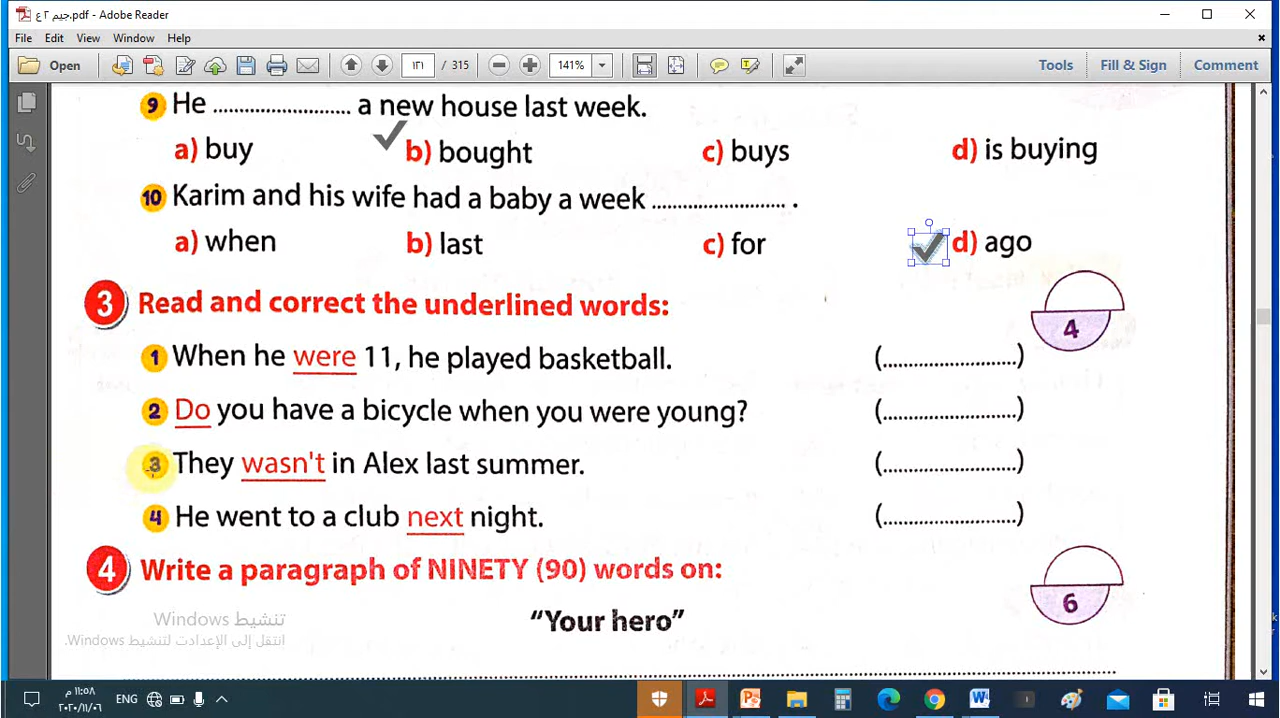 جيم ٢ ع.pdf - Adobe Reader
File Edit View Window Help
Open ١٣١ / 315 141% Tools Fill & Sign Comment
9 He ...................... a new house last week.
a) buy b) bought c) buys d) is buying
10 Karim and his wife had a baby a week ......................... .
a) when b) last c) for d) ago
3 Read and correct the underlined words:
4
1 When he were 11, he played basketball. (.........................)
2 Do you have a bicycle when you were young? (.........................)
3 They wasn't in Alex last summer. (.........................)
4 He went to a club next night. (.........................)
4 Write a paragraph of NINETY (90) words on:
6
“Your hero”
تنشيط Windows
انتقل إلى الإعدادت لتنشيط Windows.
ENG
١١:٥٨ م
٢٠٢٠/١١/٠٦